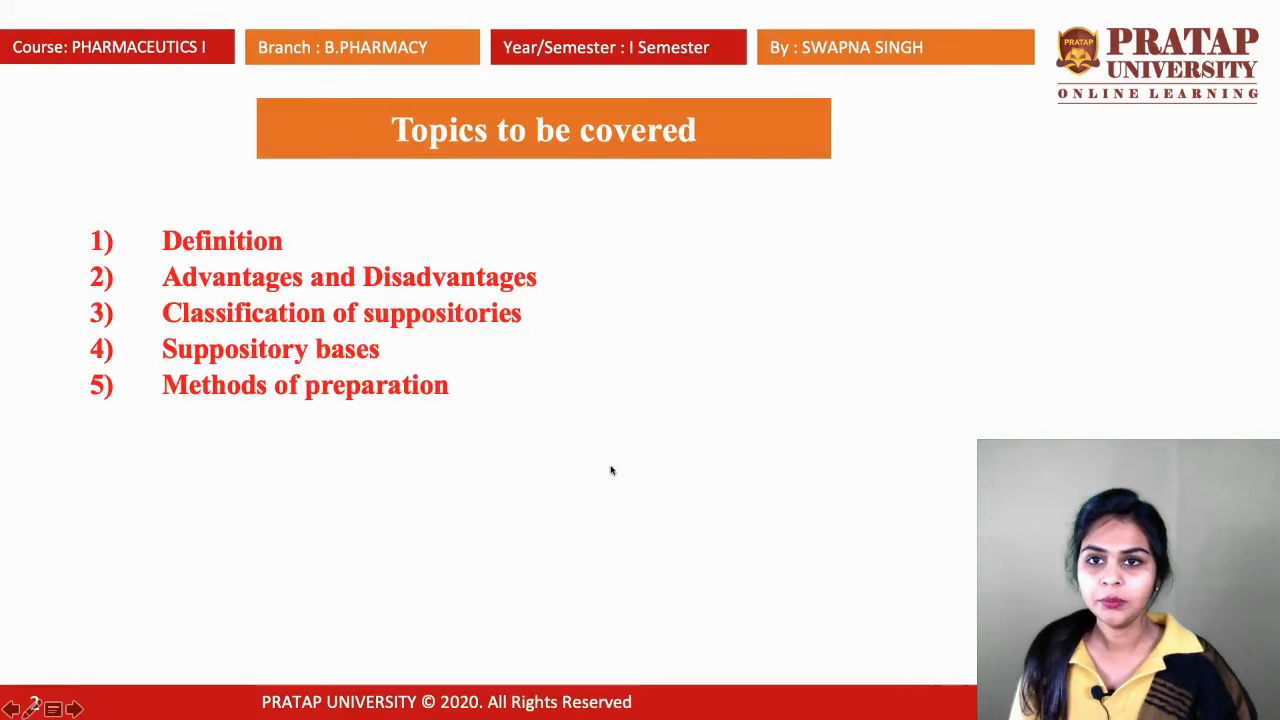 Course: PHARMACEUTICS I
Branch : B.PHARMACY
Year/Semester : I Semester
By : SWAPNA SINGH
PRATAP
PRATAP
UNIVERSITY
ONLINE LEARNING
Topics to be covered
1) Definition
2) Advantages and Disadvantages
3) Classification of suppositories
4) Suppository bases
5) Methods of preparation
2
PRATAP UNIVERSITY © 2020. All Rights Reserved